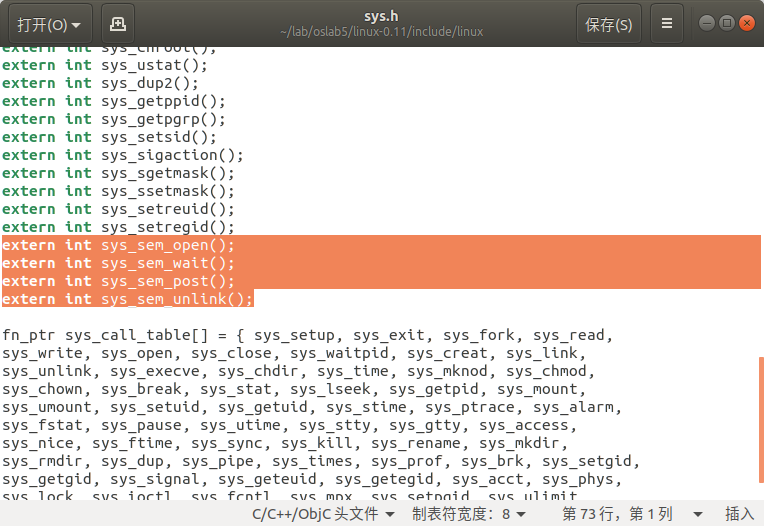 打开(O)
sys.h
~/lab/oslab5/linux-0.11/include/linux
保存(S)
extern int sys_chroot();
extern int sys_ustat();
extern int sys_dup2();
extern int sys_getppid();
extern int sys_getpgrp();
extern int sys_setsid();
extern int sys_sigaction();
extern int sys_sgetmask();
extern int sys_ssetmask();
extern int sys_setreuid();
extern int sys_setregid();
extern int sys_sem_open();
extern int sys_sem_wait();
extern int sys_sem_post();
extern int sys_sem_unlink();
fn_ptr sys_call_table[] = { sys_setup, sys_exit, sys_fork, sys_read,
sys_write, sys_open, sys_close, sys_waitpid, sys_creat, sys_link,
sys_unlink, sys_execve, sys_chdir, sys_time, sys_mknod, sys_chmod,
sys_chown, sys_break, sys_stat, sys_lseek, sys_getpid, sys_mount,
sys_umount, sys_setuid, sys_getuid, sys_stime, sys_ptrace, sys_alarm,
sys_fstat, sys_pause, sys_utime, sys_stty, sys_gtty, sys_access,
sys_nice, sys_ftime, sys_sync, sys_kill, sys_rename, sys_mkdir,
sys_rmdir, sys_dup, sys_pipe, sys_times, sys_prof, sys_brk, sys_setgid,
sys_getgid, sys_signal, sys_geteuid, sys_getegid, sys_acct, sys_phys,
sys_lock, sys_ioctl, sys_fcntl, sys_mpx, sys_setpgid, sys_ulimit,
C/C++/ObjC 头文件 制表符宽度：8 第 73 行，第 1 列 插入